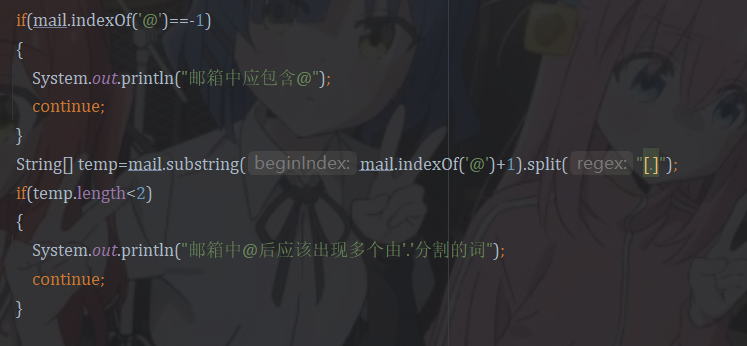 if(mail.indexOf('@')==-1)
{
System.out.println("邮箱中应包含@");
continue;
}
String[] temp=mail.substring( beginIndex: mail.indexOf('@')+1).split( regex: "[.]");
if(temp.length<2)
{
System.out.println("邮箱中@后应该出现多个由'.'分割的词");
continue;
}